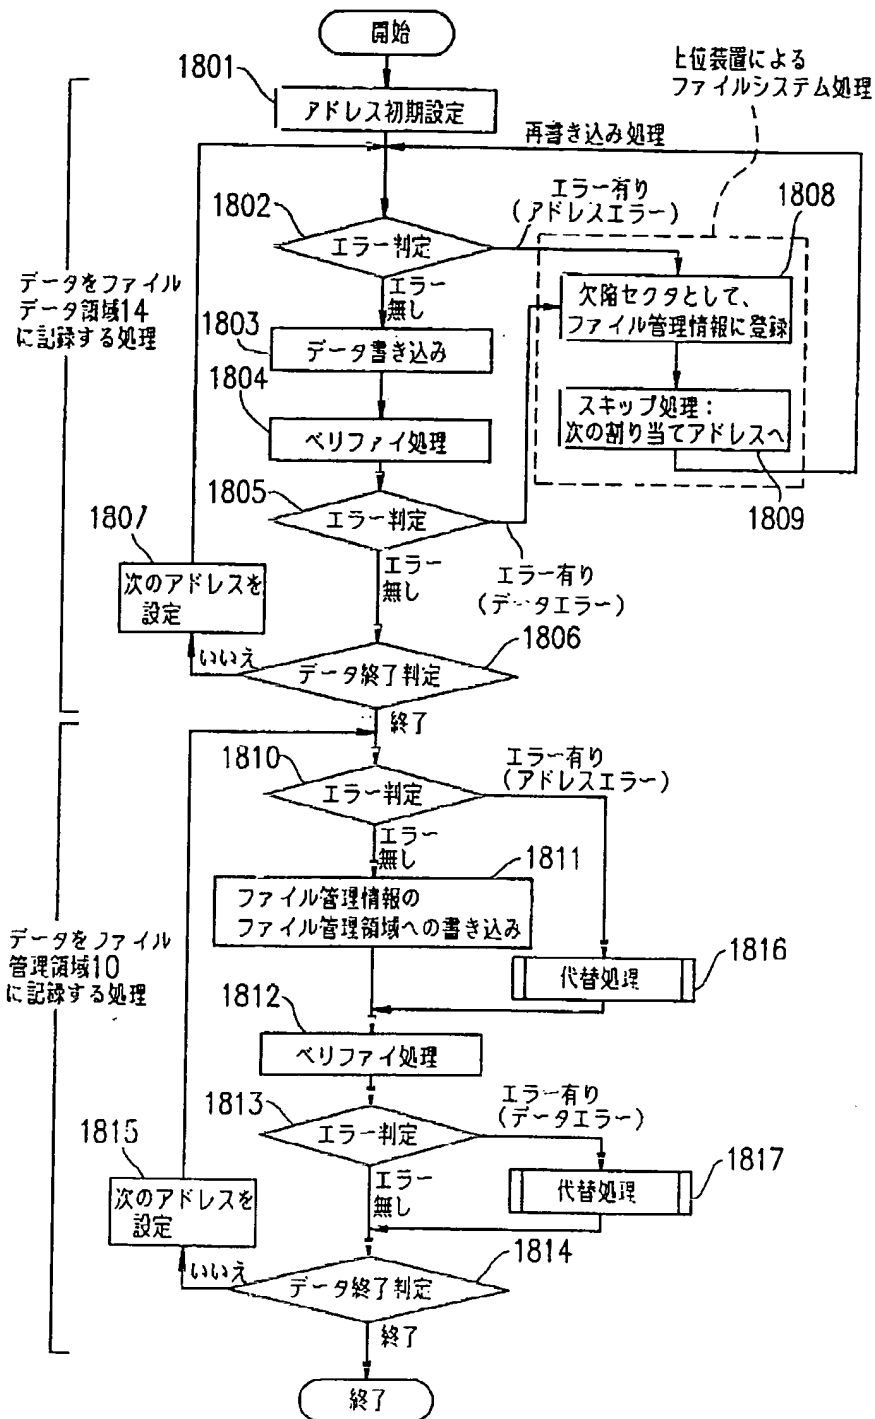 開始
1801
アドレス初期設定
上位装置による
ファイルシステム処理
再書き込み処理
1802
エラー判定
エラー有り
(アドレスエラー)
1808
欠陥セクタとして、
ファイル管理情報に登録
エラー
無し
データをファイル
データ領域14
に記録する処理
1803
データ書き込み
1804
ベリファイ処理
スキップ処理:
次の割り当てアドレスへ
1809
1805
エラー判定
エラー有り
(データエラー)
1807
次のアドレスを
設定
エラー
無し
1806
いいえ
データ終了判定
終了
1810
エラー判定
エラー有り
(アドレスエラー)
エラー
無し
1811
ファイル管理情報の
ファイル管理領域への書き込み
データをファイル
管理領域10
に記録する処理
1816
代替処理
1812
ベリファイ処理
1813
エラー判定
エラー有り
(データエラー)
1815
次のアドレスを
設定
エラー
無し
1817
代替処理
1814
いいえ
データ終了判定
終了
終了